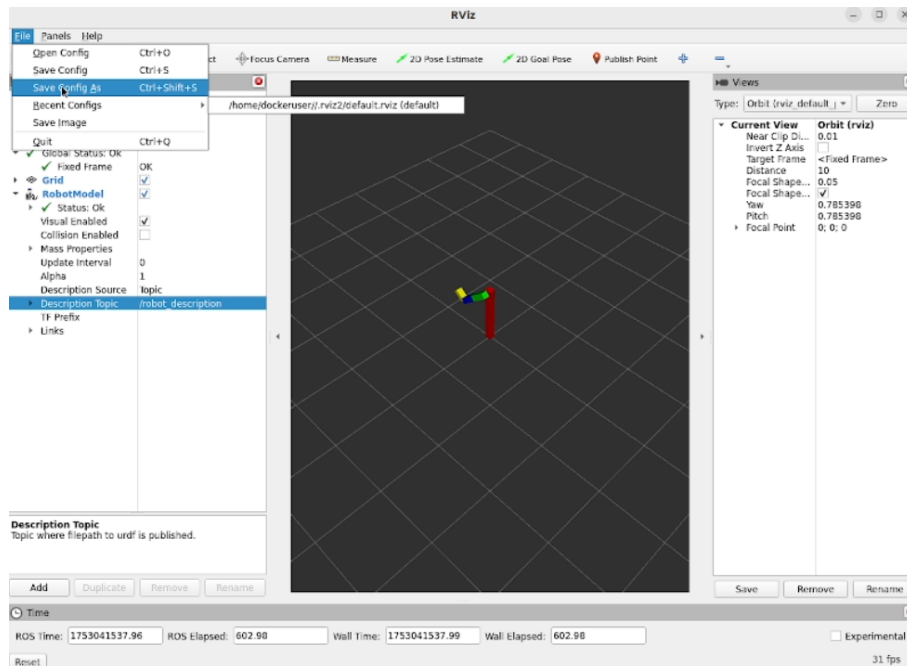 RViz
File Panels Help
Open Config Ctrl+O
Save Config Ctrl+S
Save Config As Ctrl+Shift+S
Recent Configs
/home/dockeruser//.rviz2/default.rviz (default)
Save Image
Quit Ctrl+Q
ct Focus Camera Measure 2D Pose Estimate 2D Goal Pose Publish Point
Global Status: Ok
Fixed Frame OK
Grid
RobotModel
Status: Ok
Visual Enabled
Collision Enabled
Mass Properties
Update Interval 0
Alpha 1
Description Source Topic
Description Topic /robot_description
TF Prefix
Links
Description Topic
Topic where filepath to urdf is published.
Add Duplicate Remove Rename
Views
Type: Orbit (rviz_default_ Zero
Current View Orbit (rviz)
Near Clip Di... 0.01
Invert Z Axis
Target Frame <Fixed Frame>
Distance 10
Focal Shape... 0.05
Focal Shape...
Yaw 0.785398
Pitch 0.785398
Focal Point 0; 0; 0
Save Remove Rename
Time
ROS Time: 1753041537.96 ROS Elapsed: 602.98 Wall Time: 1753041537.99 Wall Elapsed: 602.98 Experimental
Reset 31 fps